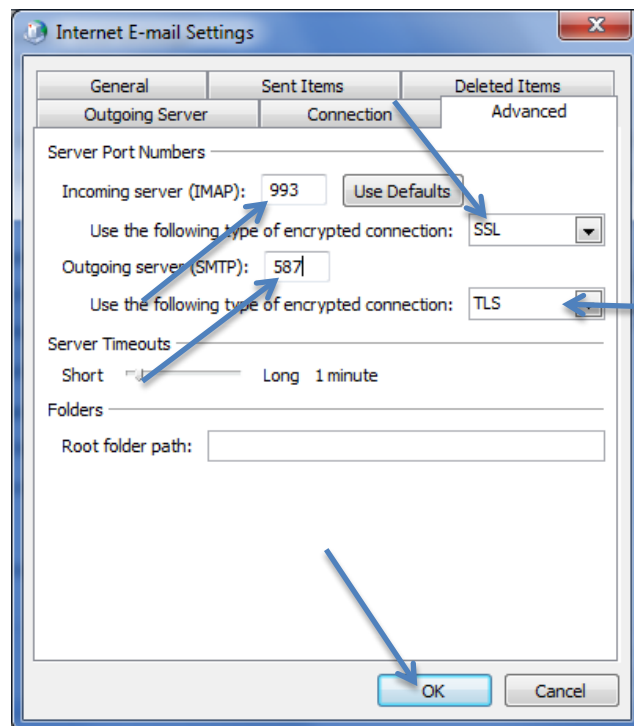 Internet E-mail Settings
General Sent Items Deleted Items
Outgoing Server Connection Advanced
Server Port Numbers
Incoming server (IMAP): 993 Use Defaults
Use the following type of encrypted connection: SSL
Outgoing server (SMTP): 587
Use the following type of encrypted connection: TLS
Server Timeouts
Short Long 1 minute
Folders
Root folder path:
OK Cancel